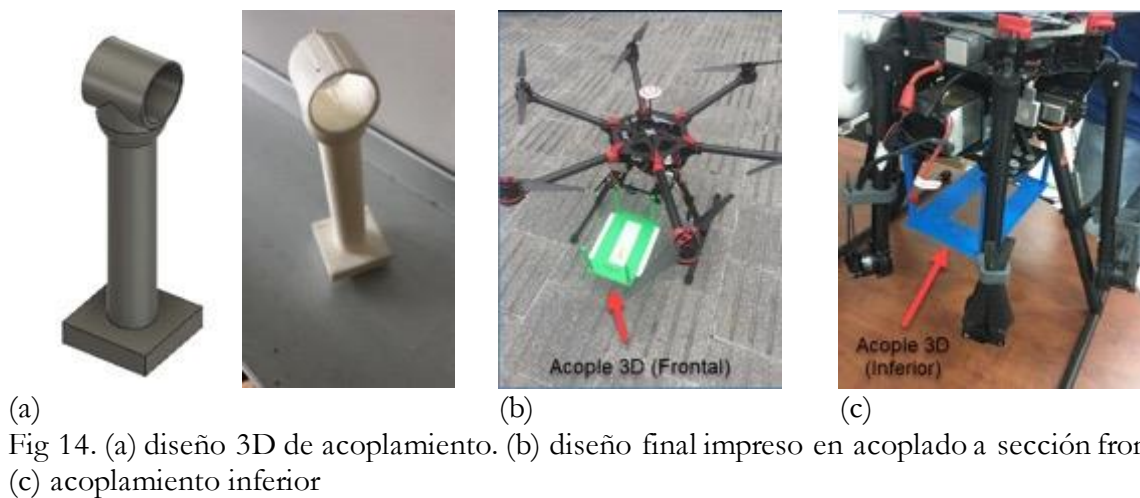 Acople 3D (Frontal)
Acople 3D
(Inferior)
(a)
(b)
(c)
Fig 14. (a) diseño 3D de acoplamiento. (b) diseño final impreso en acoplado a sección fron
(c) acoplamiento inferior